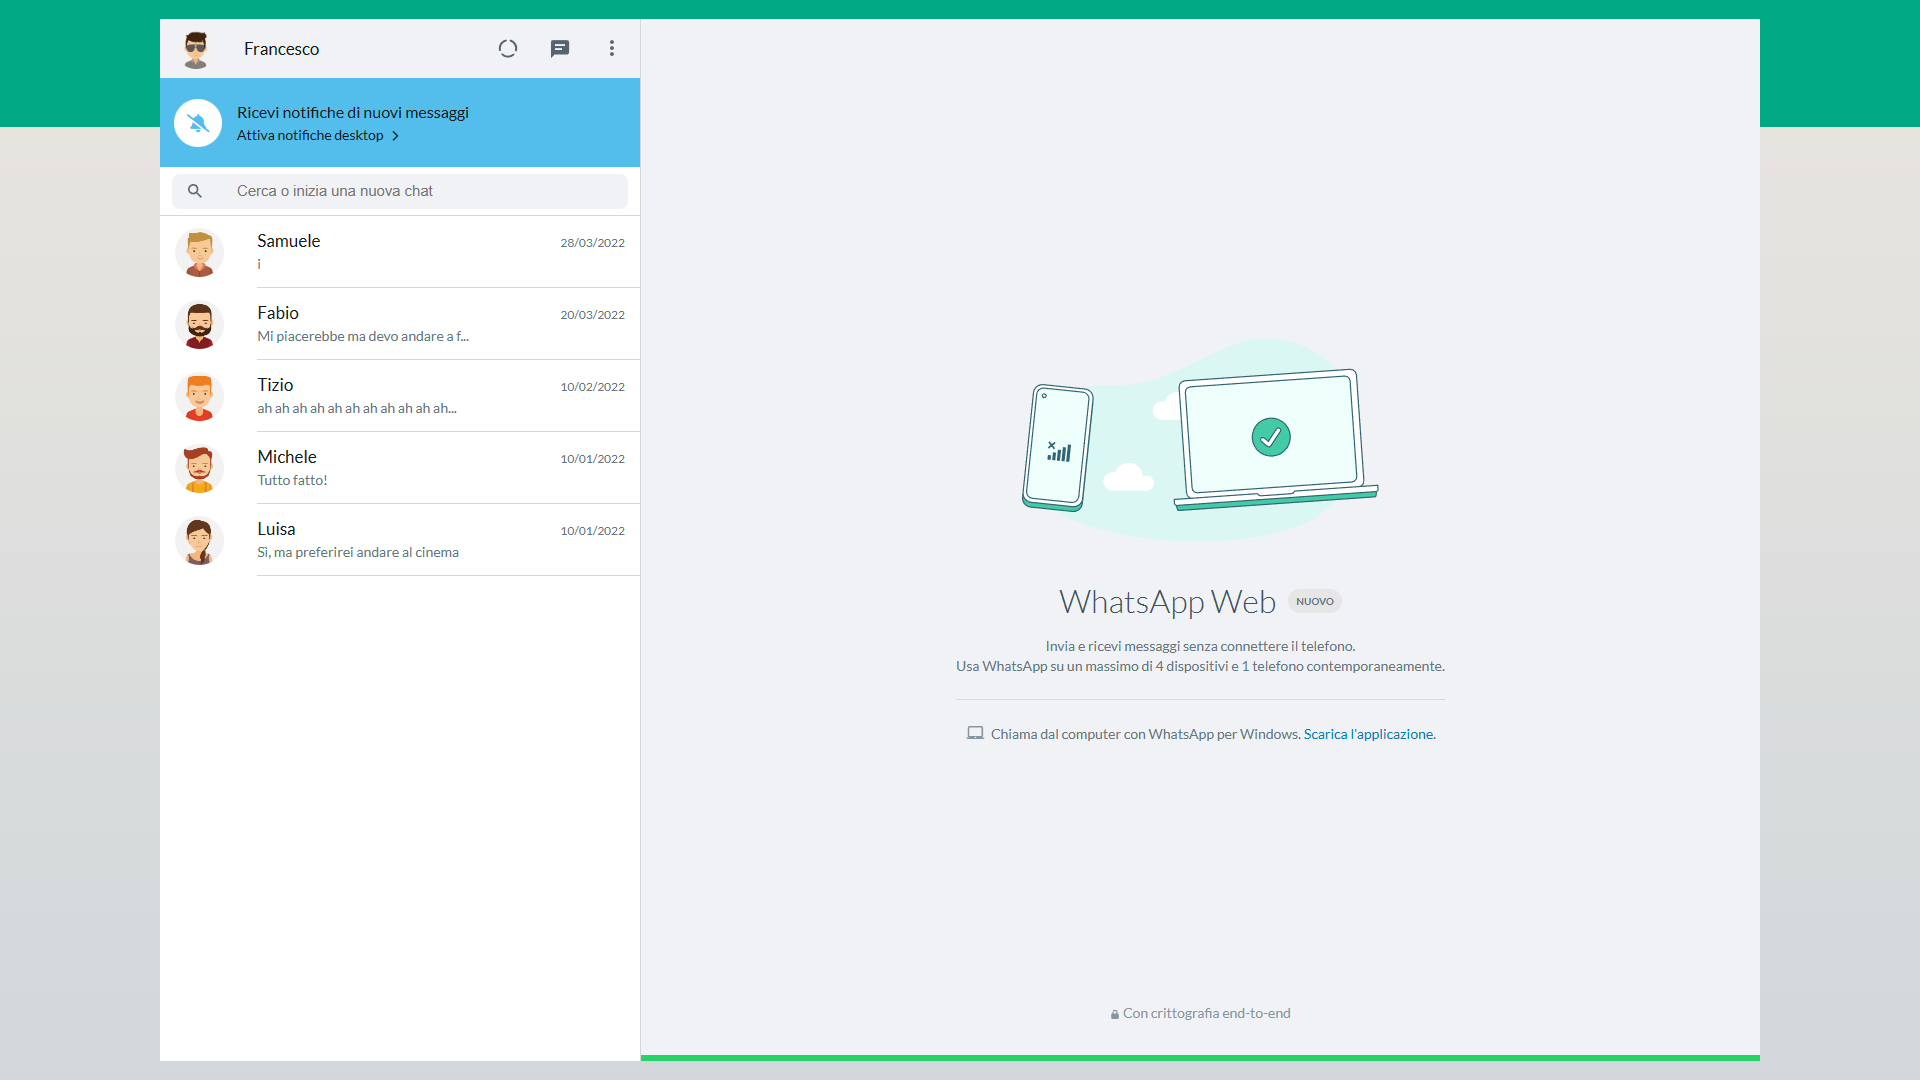 Francesco
Ricevi notifiche di nuovi messaggi
Attiva notifiche desktop
Cerca o inizia una nuova chat
Samuele 28/03/2022
i
Fabio 20/03/2022
Mi piacerebbe ma devo andare a f...
Tizio 10/02/2022
ah ah ah ah ah ah ah ah ah ah ah...
Michele 10/01/2022
Tutto fatto!
Luisa 10/01/2022
Sì, ma preferirei andare al cinema
WhatsApp Web NUOVO
Invia e ricevi messaggi senza connettere il telefono.
Usa WhatsApp su un massimo di 4 dispositivi e 1 telefono contemporaneamente.
Chiama dal computer con WhatsApp per Windows. Scarica l'applicazione.
Con crittografia end-to-end